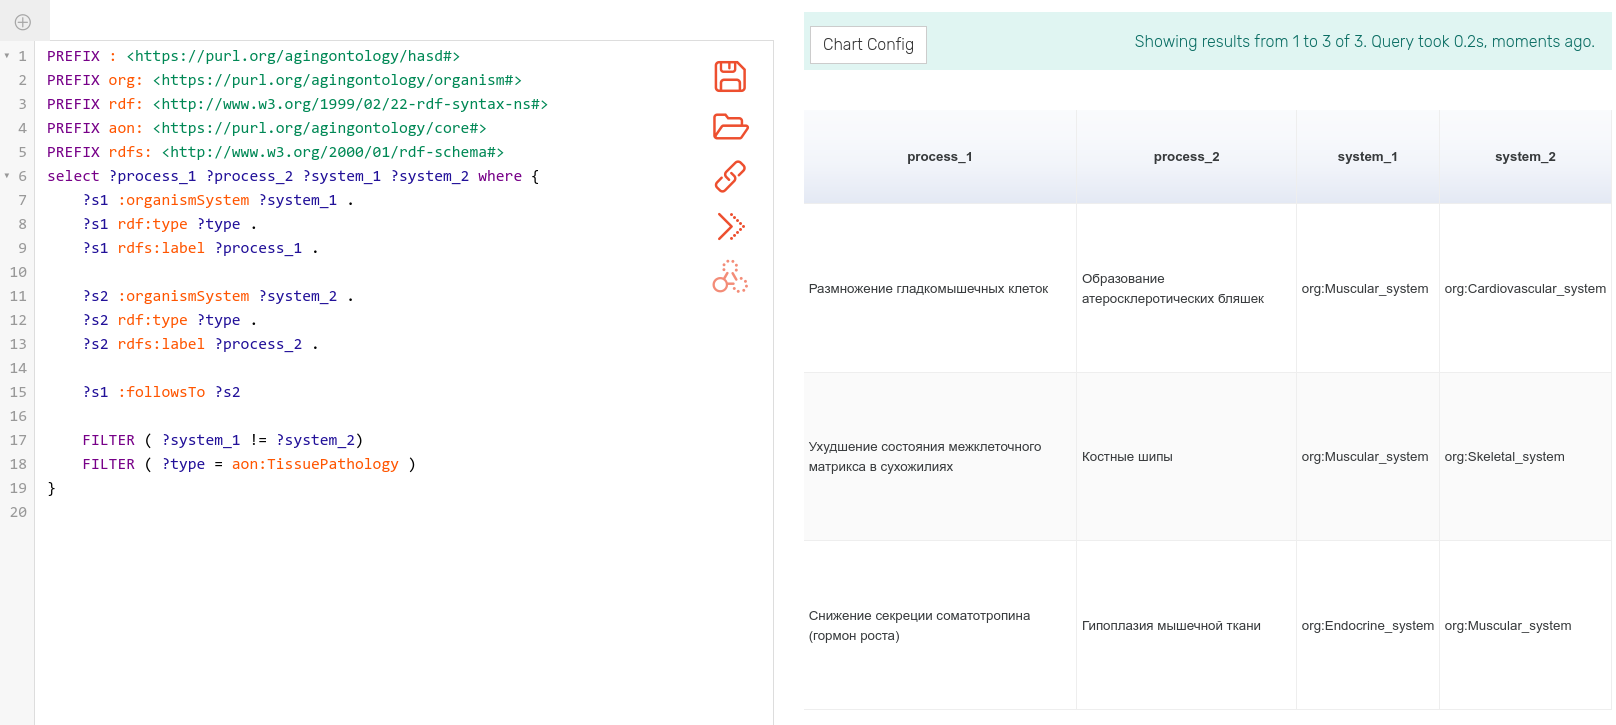 1 PREFIX : <https://purl.org/agingontology/hasd#>
2 PREFIX org: <https://purl.org/agingontology/organism#>
3 PREFIX rdf: <http://www.w3.org/1999/02/22-rdf-syntax-ns#>
4 PREFIX aon: <https://purl.org/agingontology/core#>
5 PREFIX rdfs: <http://www.w3.org/2000/01/rdf-schema#>
6 select ?process_1 ?process_2 ?system_1 ?system_2 where {
7 ?s1 :organismSystem ?system_1 .
8 ?s1 rdf:type ?type .
9 ?s1 rdfs:label ?process_1 .
10
11 ?s2 :organismSystem ?system_2 .
12 ?s2 rdf:type ?type .
13 ?s2 rdfs:label ?process_2 .
14
15 ?s1 :followsTo ?s2
16
17 FILTER ( ?system_1 != ?system_2)
18 FILTER ( ?type = aon:TissuePathology )
19 }
20
Chart Config
Showing results from 1 to 3 of 3. Query took 0.2s, moments ago.
process_1 process_2 system_1 system_2
Размножение гладкомышечных клеток
Образование
атеросклеротических бляшек
org:Muscular_system
org:Cardiovascular_system
Ухудшение состояния межклеточного
матрикса в сухожилиях
Костные шипы
org:Muscular_system
org:Skeletal_system
Снижение секреции соматотропина
(гормон роста)
Гипоплазия мышечной ткани
org:Endocrine_system
org:Muscular_system